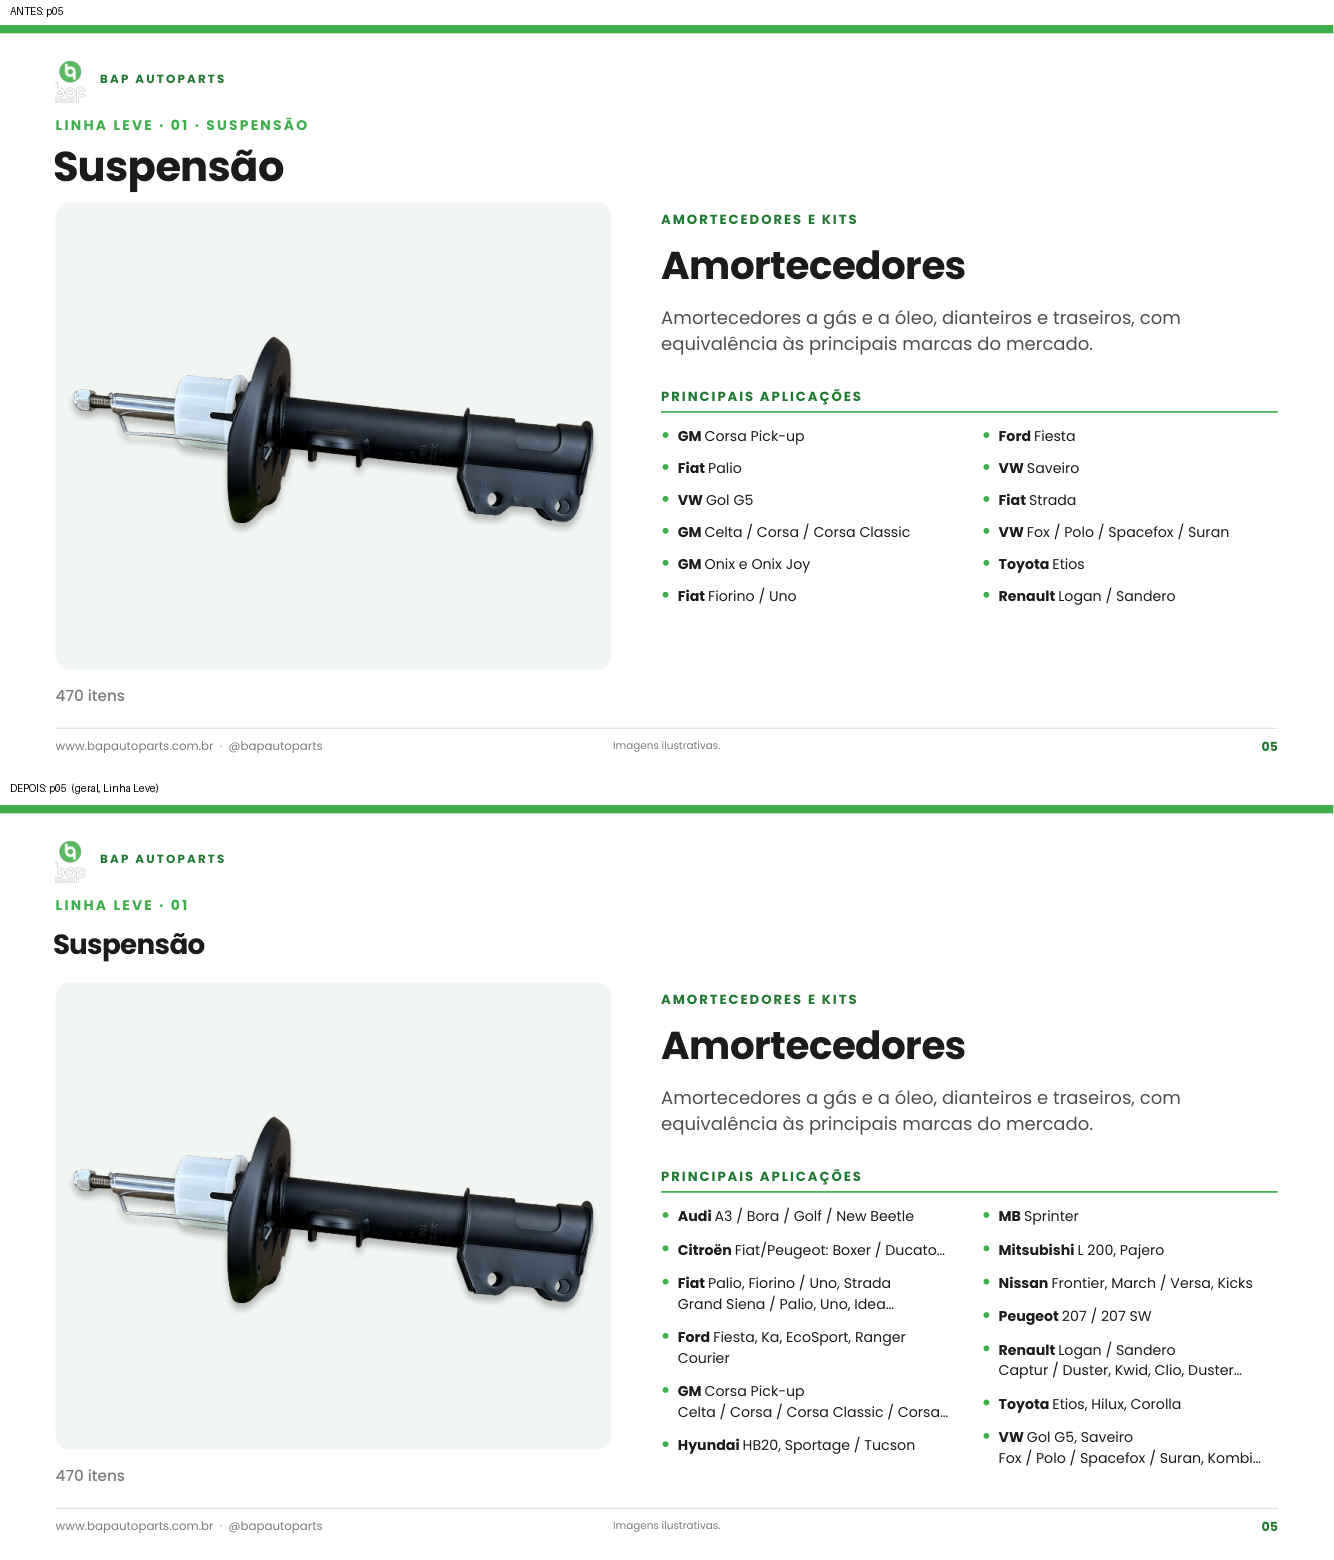 ANTES: p05
bap
BAP AUTOPARTS
LINHA LEVE · 01 · SUSPENSÃO
Suspensão
AMORTECEDORES E KITS
Amortecedores
Amortecedores a gás e a óleo, dianteiros e traseiros, com
equivalência às principais marcas do mercado.
PRINCIPAIS APLICAÇÕES
• GM Corsa Pick-up
• Fiat Palio
• VW Gol G5
• GM Celta / Corsa / Corsa Classic
• GM Onix e Onix Joy
• Fiat Fiorino / Uno
• Ford Fiesta
• VW Saveiro
• Fiat Strada
• VW Fox / Polo / Spacefox / Suran
• Toyota Etios
• Renault Logan / Sandero
470 itens
www.bapautoparts.com.br · @bapautoparts
Imagens ilustrativas.
05
DEPOIS: p05 (geral, Linha Leve)
bap
BAP AUTOPARTS
LINHA LEVE · 01
Suspensão
AMORTECEDORES E KITS
Amortecedores
Amortecedores a gás e a óleo, dianteiros e traseiros, com
equivalência às principais marcas do mercado.
PRINCIPAIS APLICAÇÕES
• Audi A3 / Bora / Golf / New Beetle
• Citroën Fiat/Peugeot: Boxer / Ducato...
• Fiat Palio, Fiorino / Uno, Strada
Grand Siena / Palio, Uno, Idea...
• Ford Fiesta, Ka, EcoSport, Ranger
Courier
• GM Corsa Pick-up
Celta / Corsa / Corsa Classic / Corsa...
• Hyundai HB20, Sportage / Tucson
• MB Sprinter
• Mitsubishi L 200, Pajero
• Nissan Frontier, March / Versa, Kicks
• Peugeot 207 / 207 SW
• Renault Logan / Sandero
Captur / Duster, Kwid, Clio, Duster...
• Toyota Etios, Hilux, Corolla
• VW Gol G5, Saveiro
Fox / Polo / Spacefox / Suran, Kombi...
470 itens
www.bapautoparts.com.br · @bapautoparts
Imagens ilustrativas.
05